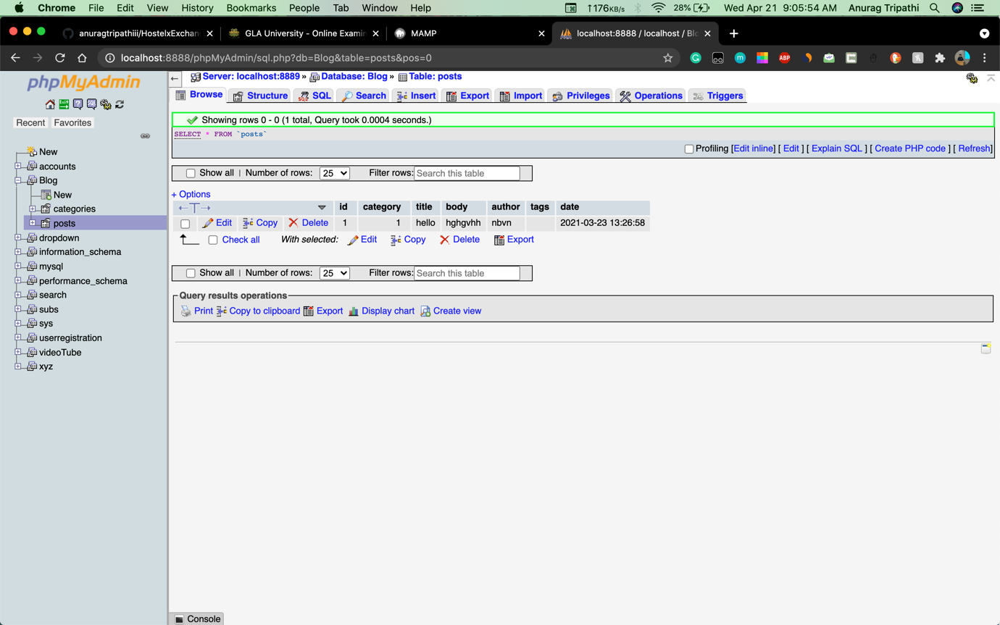 Chrome File Edit View History Bookmarks People Tab Window Help ↑176KB/s 28% Wed Apr 21 9:05:54 AM Anurag Tripathi
anuragtripathiii/HostelxExchan GLA University - Online Examin MAMP localhost:8888 / localhost / Blo
localhost:8888/phpMyAdmin/sql.php?db=Blog&table=posts&pos=0
phpMyAdmin
Recent Favorites
New
accounts
Blog
New
categories
posts
dropdown
information_schema
mysql
performance_schema
search
subs
sys
userregistration
videoTube
xyz
Server: localhost:8889 » Database: Blog » Table: posts
Browse Structure SQL Search Insert Export Import Privileges Operations Triggers
Showing rows 0 - 0 (1 total, Query took 0.0004 seconds.)
SELECT * FROM `posts`
Profiling [Edit inline] [ Edit ] [ Explain SQL ] [ Create PHP code ] [ Refresh]
Show all | Number of rows: 25 Filter rows: Search this table
+ Options
←T→ id category title body author tags date
Edit Copy Delete 1 1 hello hghgvhh nbvn 2021-03-23 13:26:58
Check all With selected: Edit Copy Delete Export
Show all | Number of rows: 25 Filter rows: Search this table
Query results operations
Print Copy to clipboard Export Display chart Create view
Console